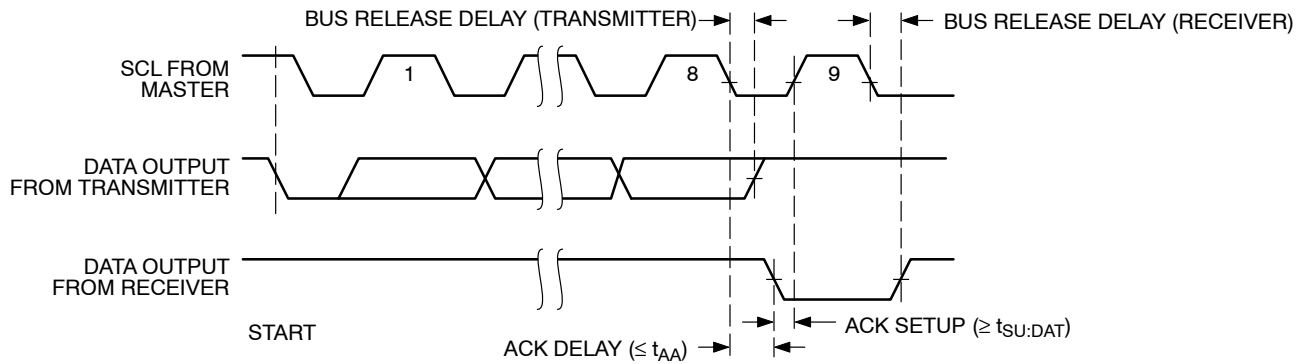 BUS RELEASE DELAY (TRANSMITTER)
BUS RELEASE DELAY (RECEIVER)
SCL FROM
MASTER
1
8
9
DATA OUTPUT
FROM TRANSMITTER
DATA OUTPUT
FROM RECEIVER
START
ACK SETUP (≥ tSU:DAT)
ACK DELAY (≤ tAA)